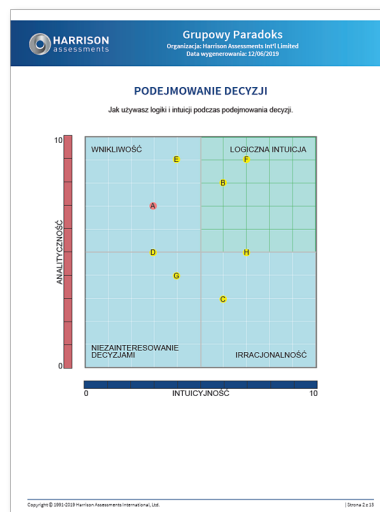 HARRISON
assessments
Grupowy Paradoks
Organizacja: Harrison Assessments Int'l Limited
Data wygenerowania: 12/06/2019
PODEJMOWANIE DECYZJI
Jak używasz logiki i intuicji podczas podejmowania decyzji.
10
WNIKLIWOŚĆ
LOGICZNA INTUICJA
E
F
B
A
ANALITYCZNOŚĆ
D
H
G
C
NIEZAINTERESOWANIE
DECYZJAMI
IRRACJONALNOŚĆ
0
0
INTUICYJNOŚĆ
10
Copyright © 1991-2019 Harrison Assessments International, Ltd.
| Strona 2 z 13